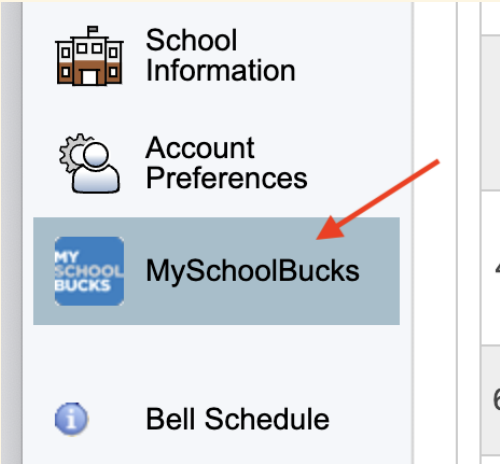 School
Information
Account
Preferences
MY
SCHOOL
BUCKS
MySchoolBucks
Bell Schedule